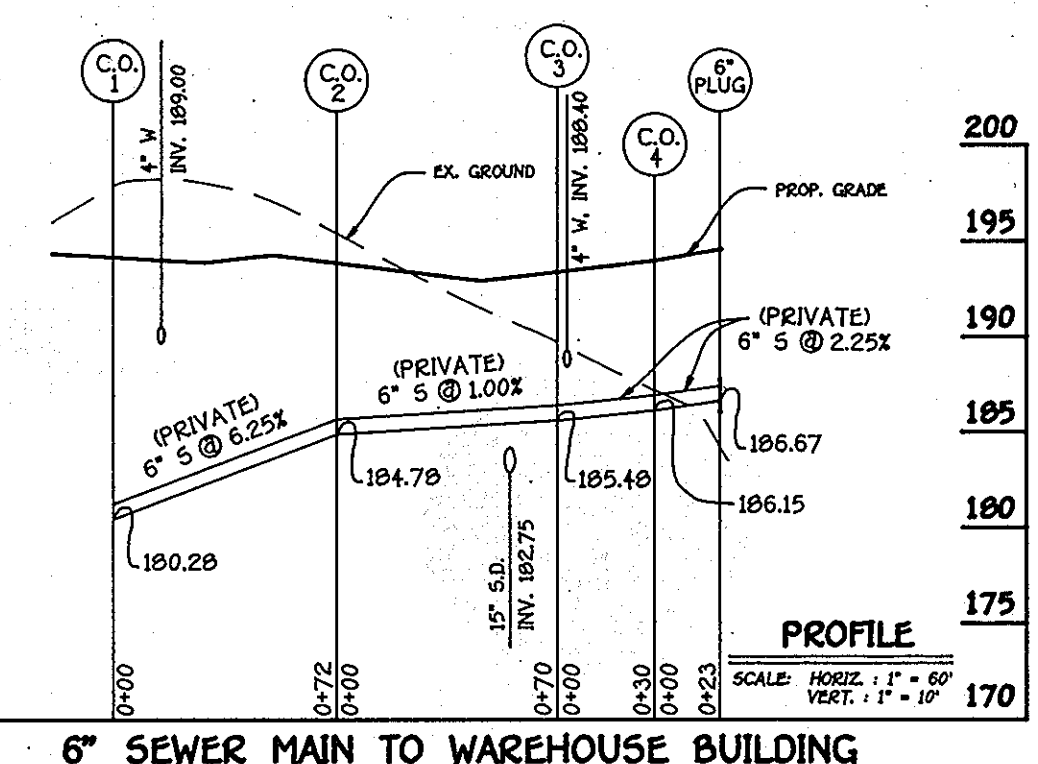 C.O.
1
C.O.
2
C.O.
3
C.O.
4
6"
PLUG
4" W
INV. 189.00
EX. GROUND
4" W, INV. 188.40
PROP. GRADE
200
195
190
185
180
175
170
(PRIVATE)
6" S @ 6.25%
(PRIVATE)
6" S @ 1.00%
(PRIVATE)
6" S @ 2.25%
180.28
184.78
185.48
186.15
186.67
15" S.D.
INV. 182.75
0+00
0+72
0+00
0+70
0+00
0+30
0+00
0+23
PROFILE
SCALE: HORIZ. : 1" = 60'
VERT. : 1" = 10'
6" SEWER MAIN TO WAREHOUSE BUILDING